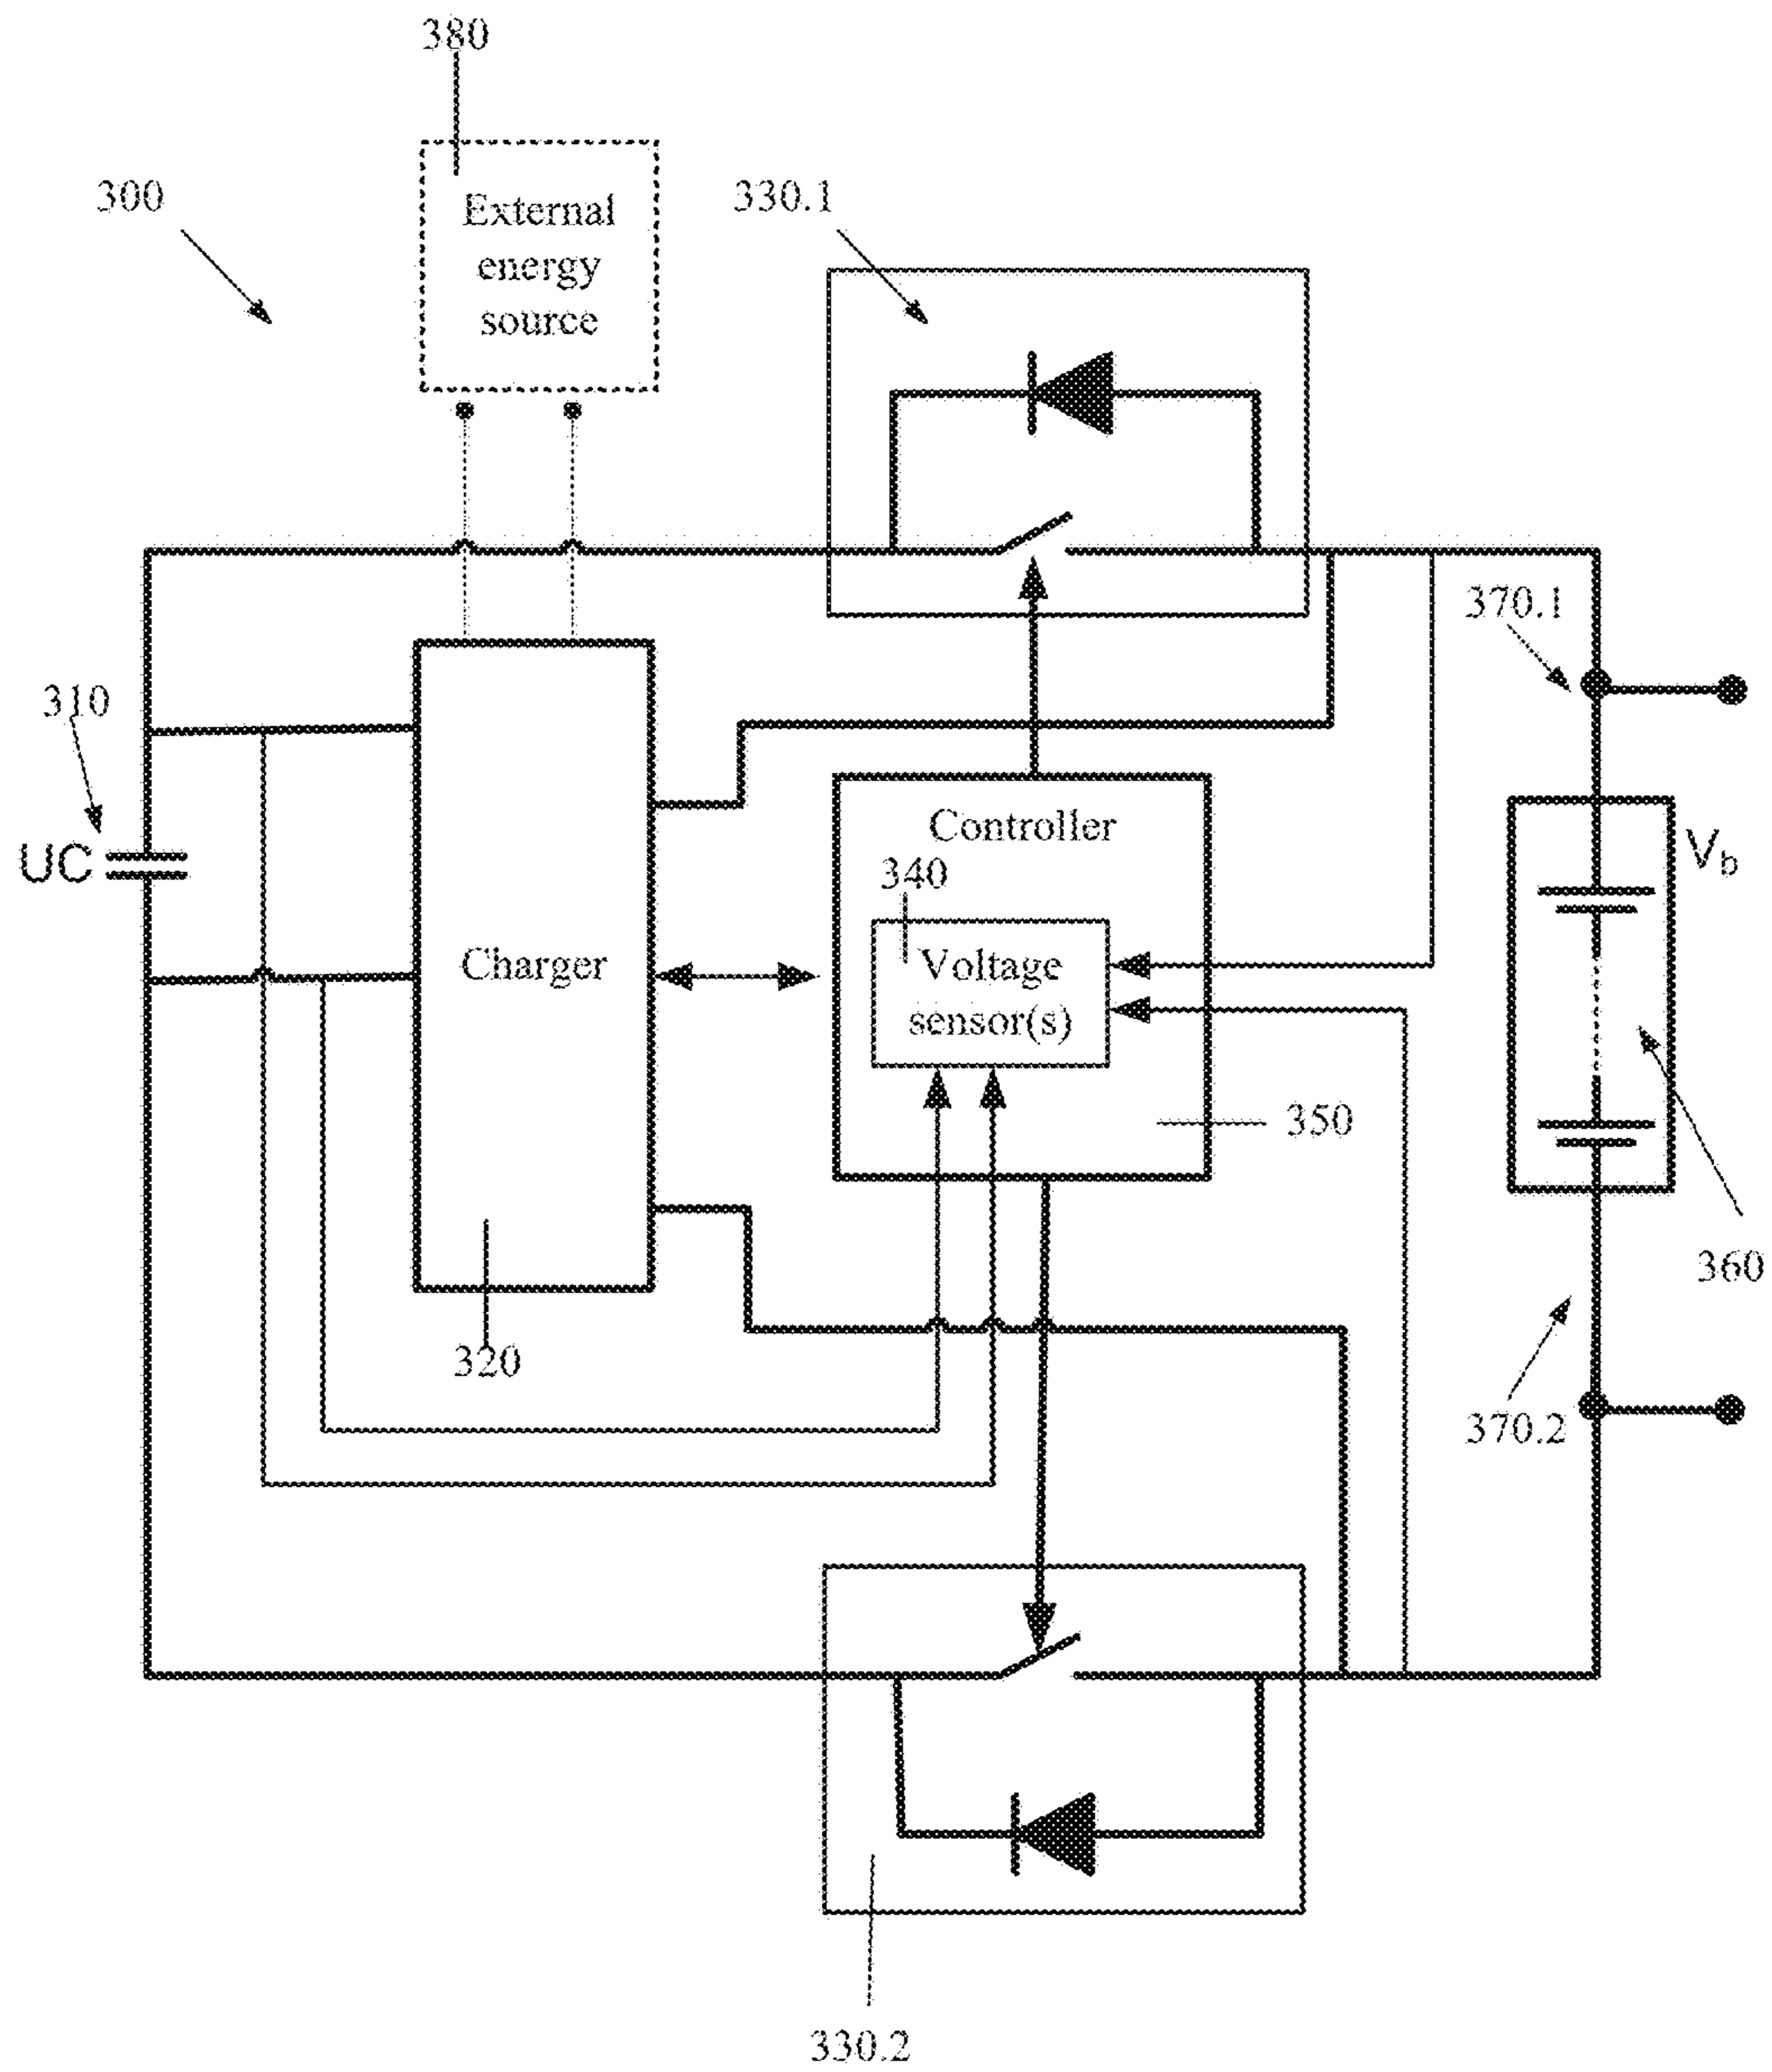 380
300
External
energy
source
330.1
370.1
310
UC
Controller
340
Vb
Charger
Voltage
sensor(s)
350
360
320
370.2
330.2